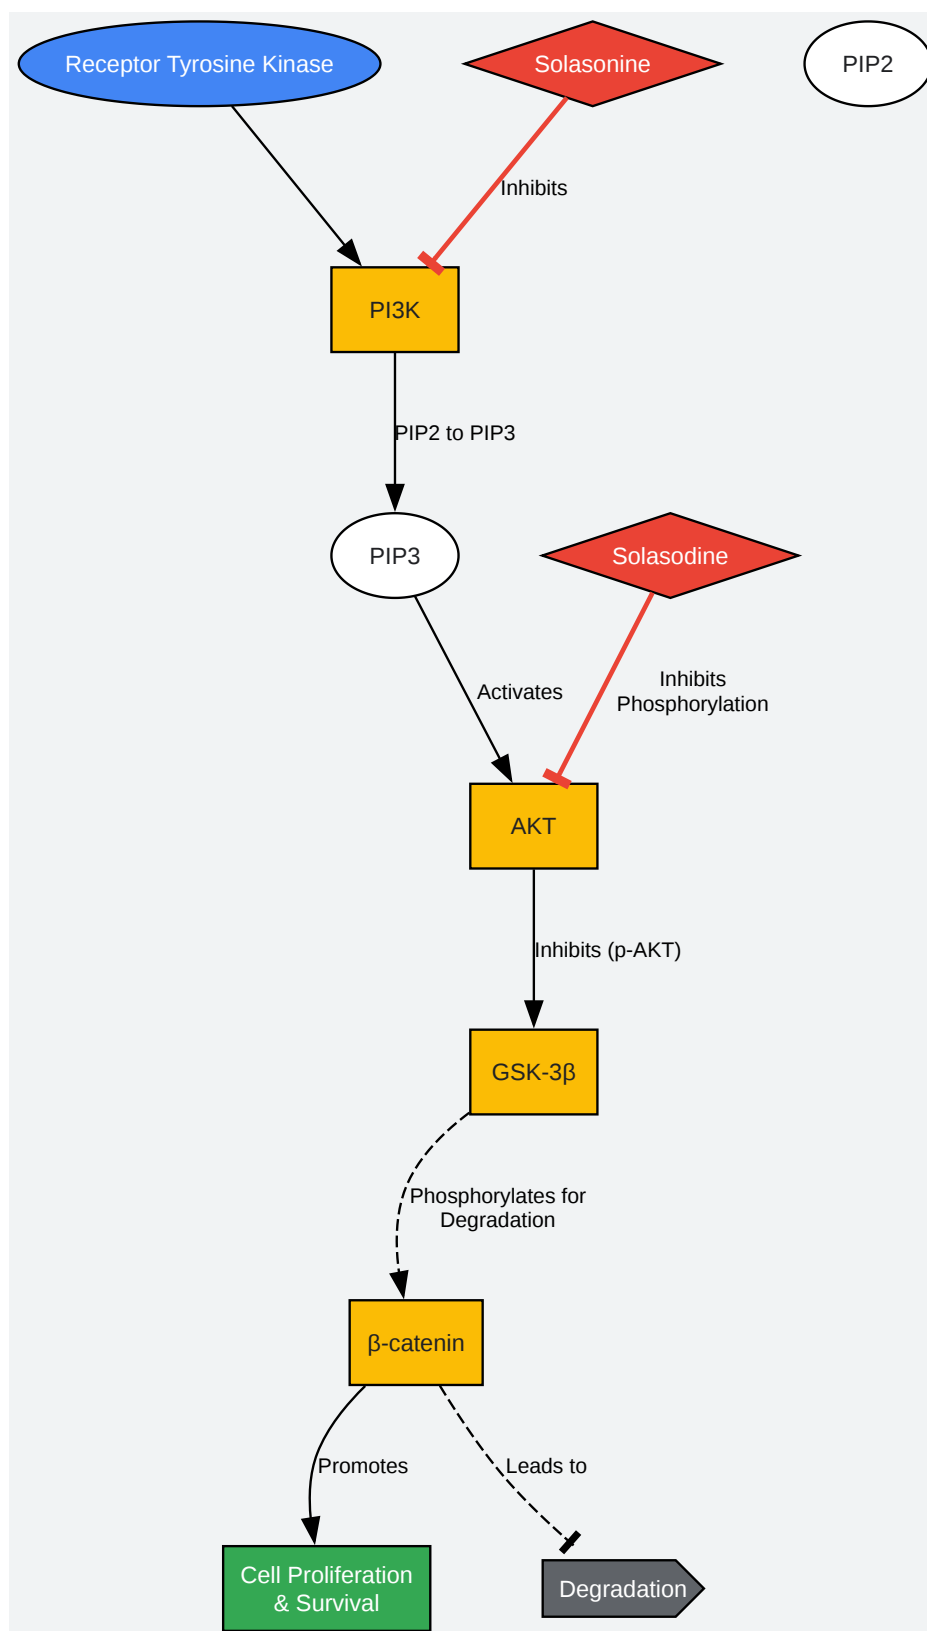 Receptor Tyrosine Kinase
Solasonine
PIP2
Inhibits
PI3K
PIP2 to PIP3
PIP3
Solasodine
Activates
Inhibits
Phosphorylation
AKT
Inhibits (p-AKT)
GSK-3β
Phosphorylates for
Degradation
β-catenin
Promotes
Leads to
Cell Proliferation
& Survival
Degradation